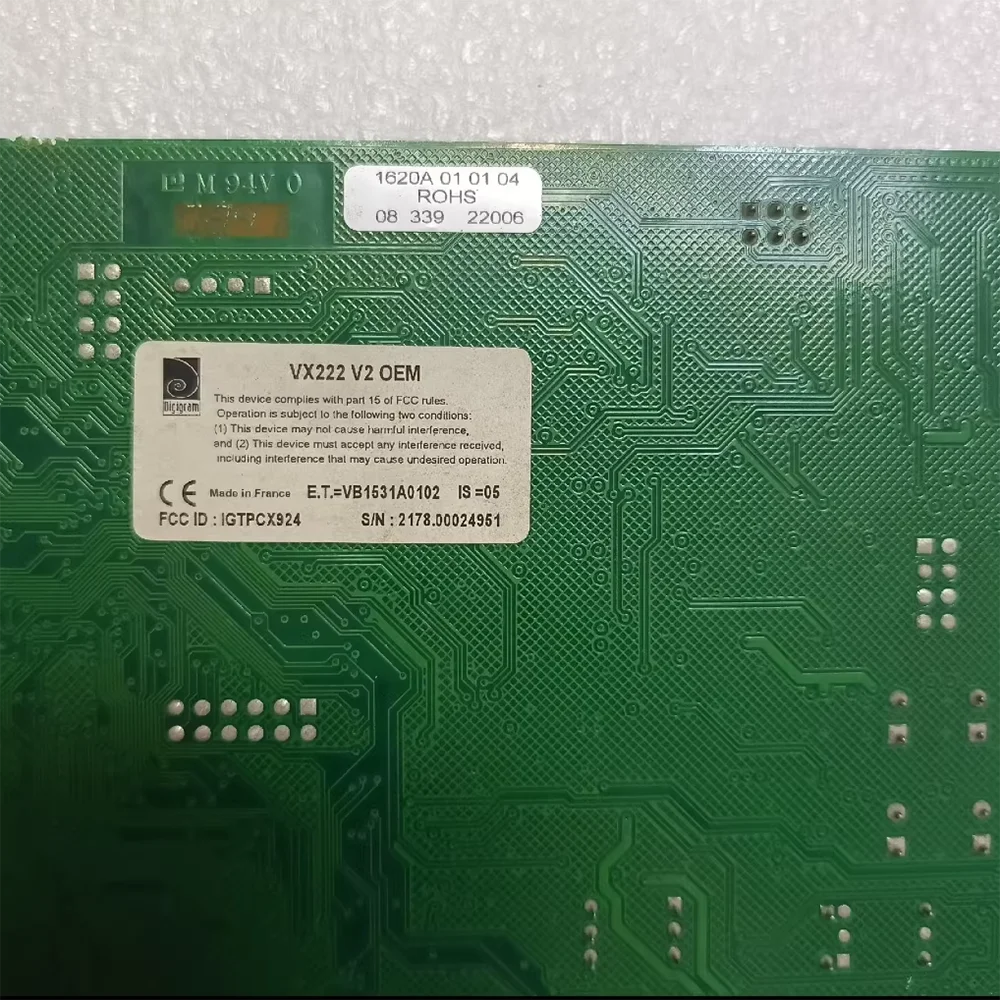 M 94V 0
1620A 01 01 04
ROHS
08 339 22006
Digigram
VX222 V2 OEM
This device complies with part 15 of FCC rules.
Operation is subject to the following two conditions:
(1) This device may not cause harmful interference,
and (2) This device must accept any interference received,
including interference that may cause undesired operation.
CE Made in France E.T.=VB1531A0102 IS=05
FCC ID : IGTPCX924 S/N : 2178.00024951